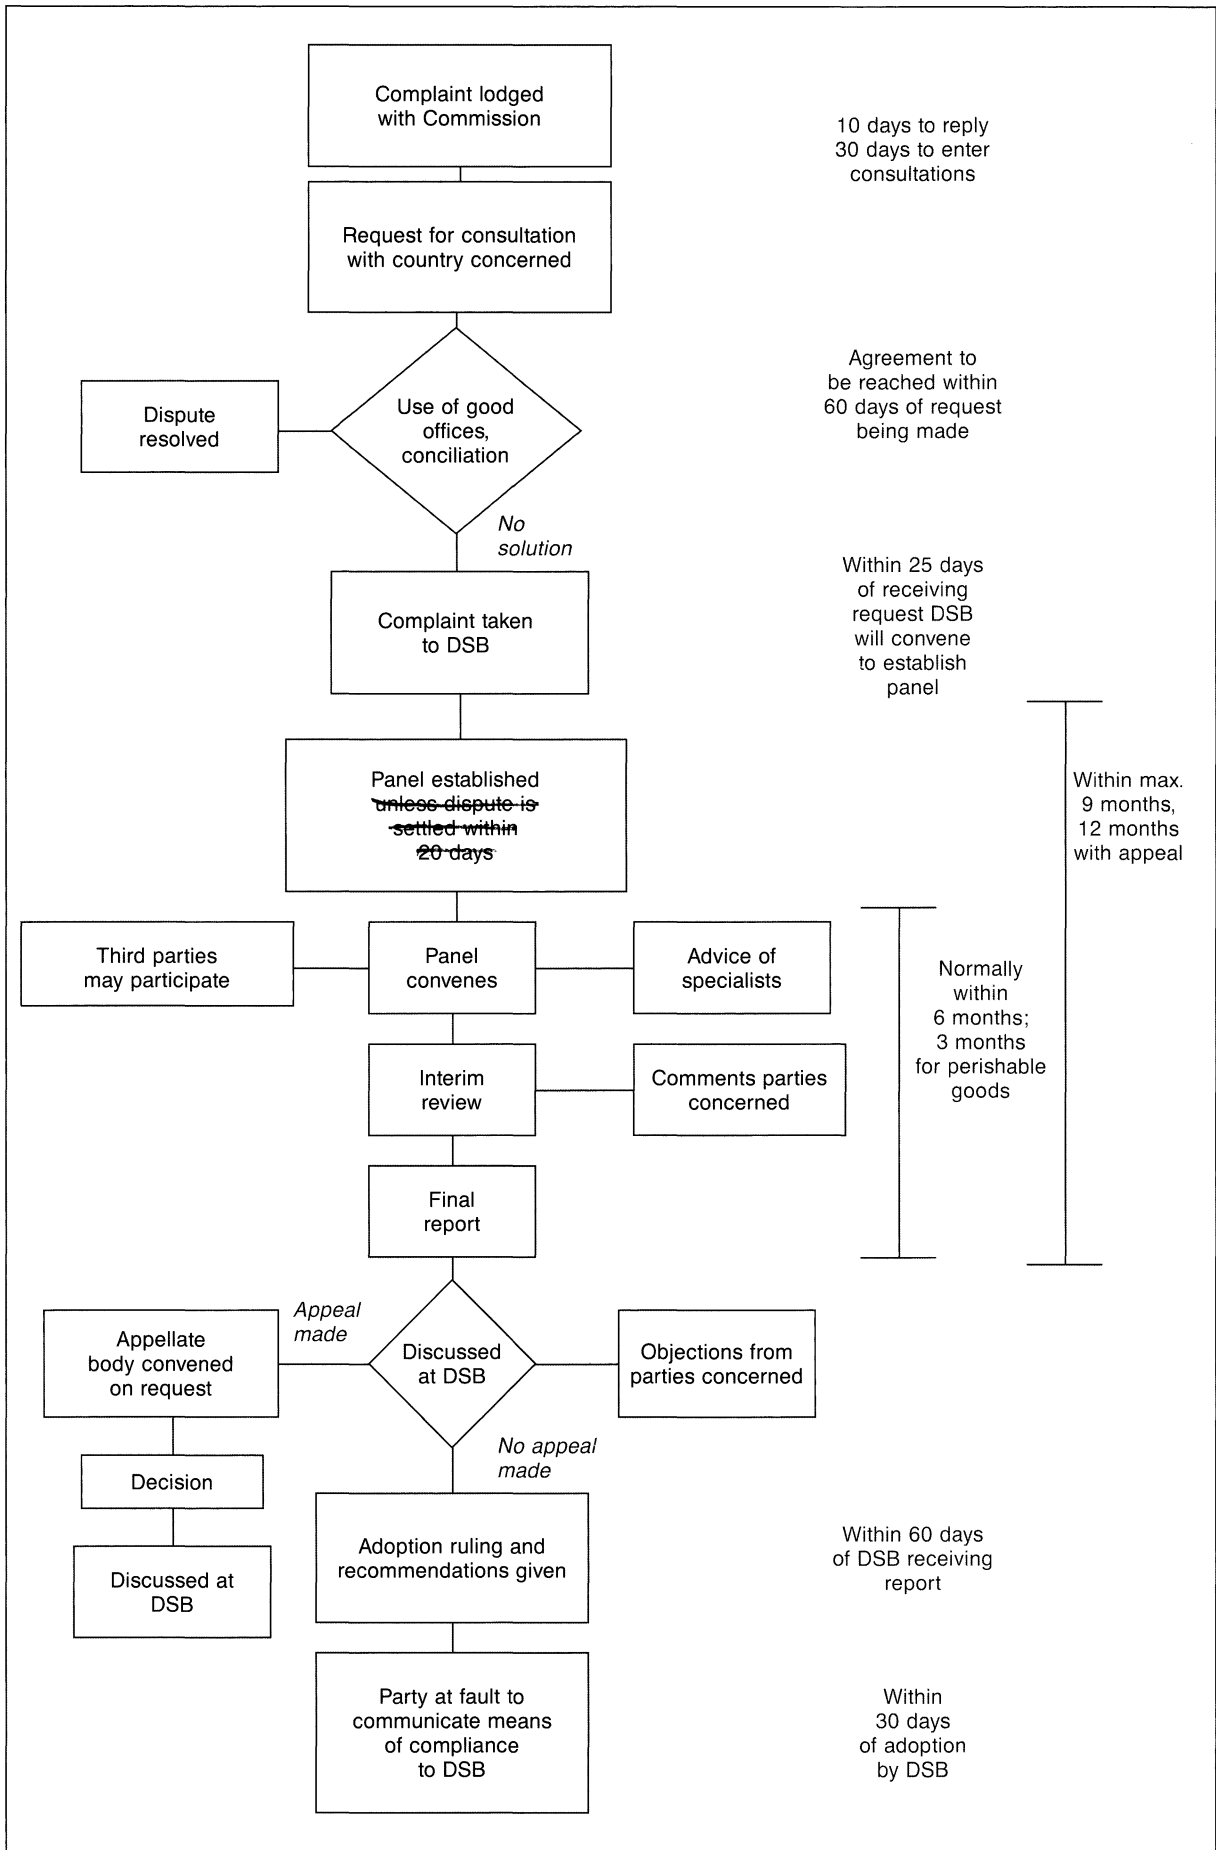 Complaint lodged
with Commission
10 days to reply
30 days to enter
consultations
Request for consultation
with country concerned
Agreement to
be reached within
60 days of request
being made
Dispute
resolved
Use of good
offices,
conciliation
No
solution
Within 25 days
of receiving
request DSB
will convene
to establish
panel
Complaint taken
to DSB
Panel established
unless dispute is
settled within
20 days
Within max.
9 months,
12 months
with appeal
Third parties
may participate
Panel
convenes
Advice of
specialists
Normally
within
6 months;
3 months
for perishable
goods
Interim
review
Comments parties
concerned
Final
report
Appeal
made
Appellate
body convened
on request
Discussed
at DSB
Objections from
parties concerned
No appeal
made
Decision
Discussed at
DSB
Adoption ruling and
recommendations given
Within 60 days
of DSB receiving
report
Party at fault to
communicate means
of compliance
to DSB
Within
30 days
of adoption
by DSB